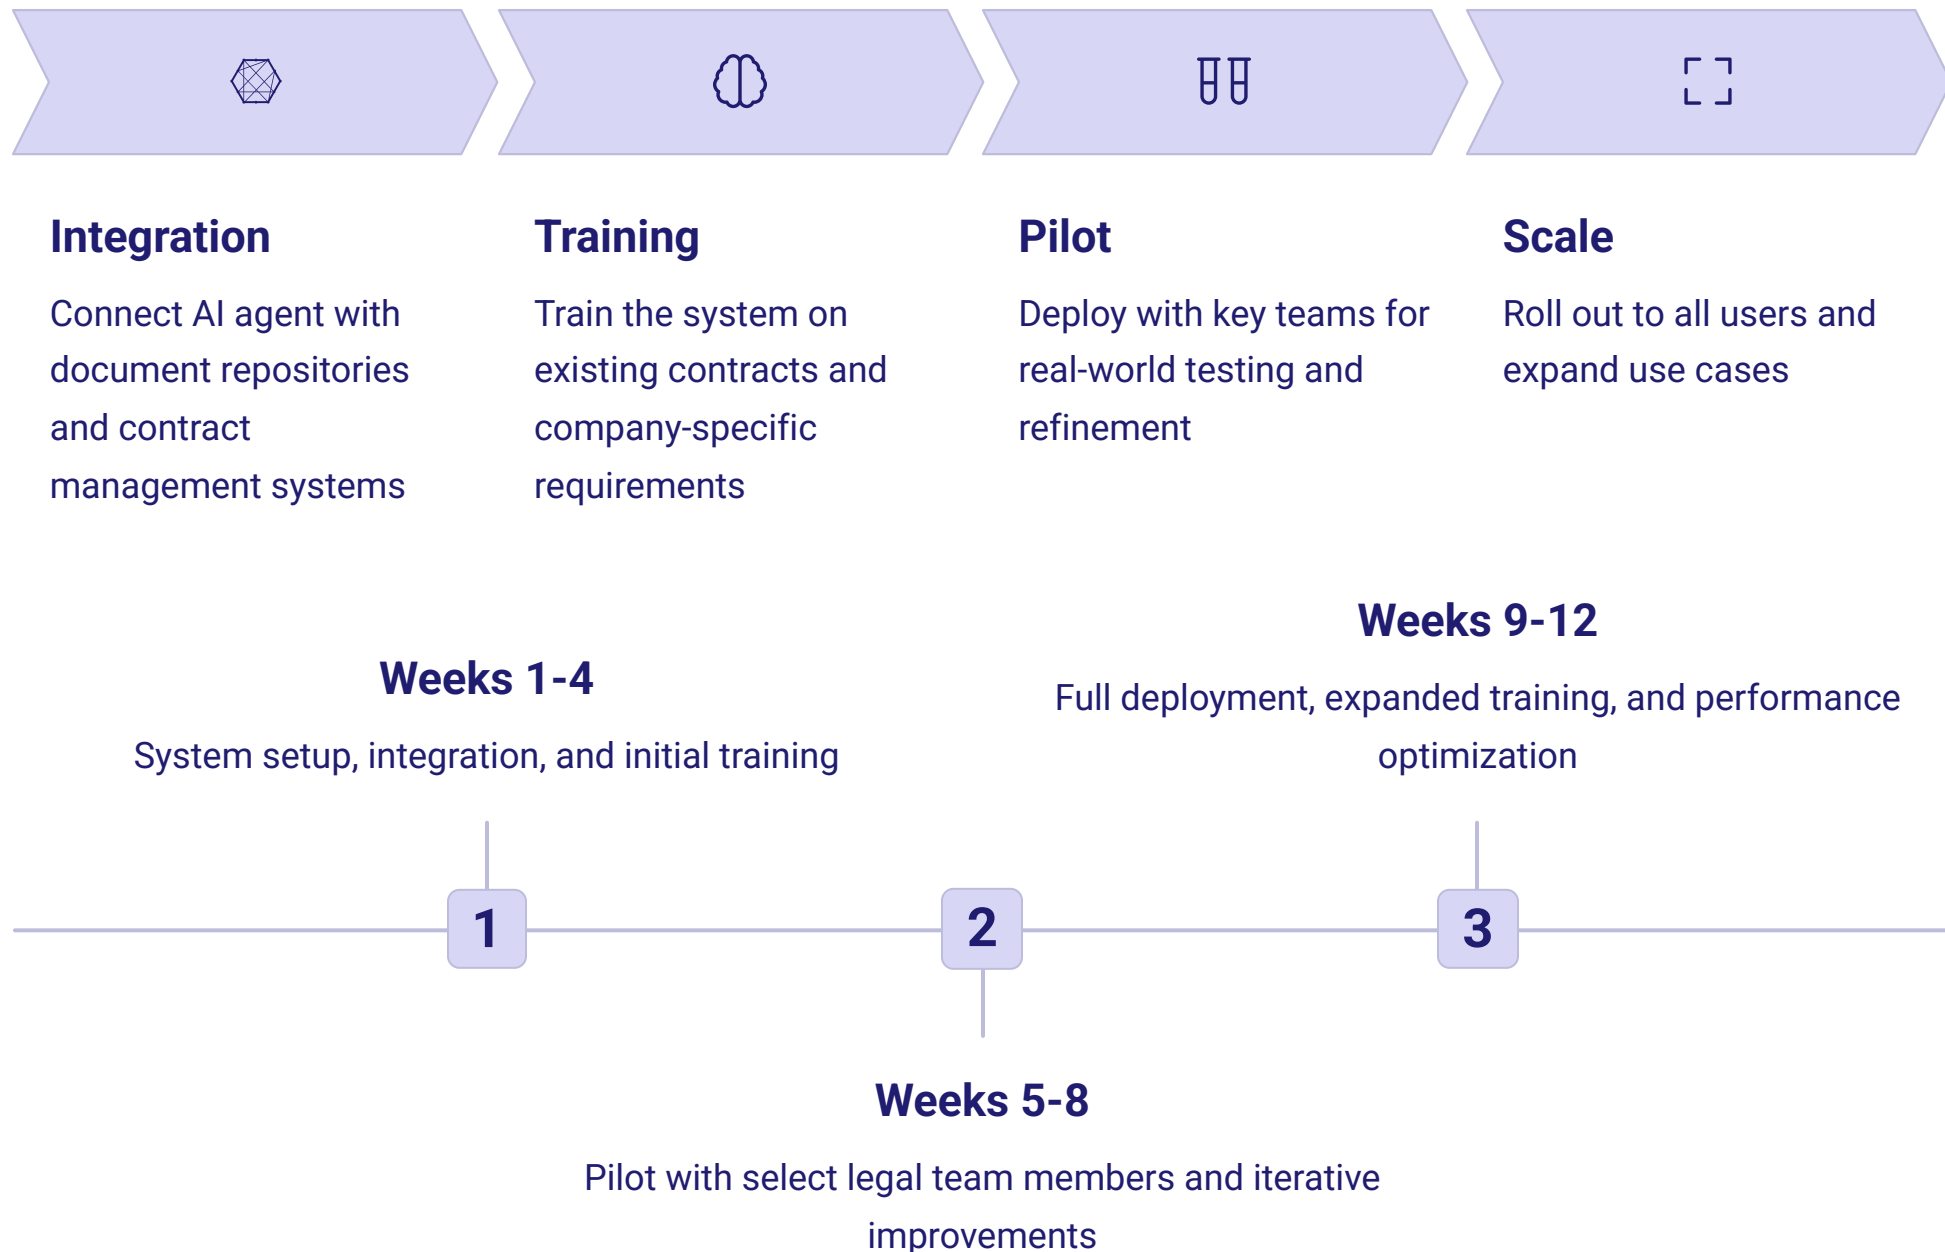 Integration
Connect AI agent with
document repositories
and contract
management systems
Training
Train the system on
existing contracts and
company-specific
requirements
Pilot
Deploy with key teams for
real-world testing and
refinement
Scale
Roll out to all users and
expand use cases
Weeks 1-4
System setup, integration, and initial training
Weeks 9-12
Full deployment, expanded training, and performance
optimization
1
2
3
Weeks 5-8
Pilot with select legal team members and iterative
improvements